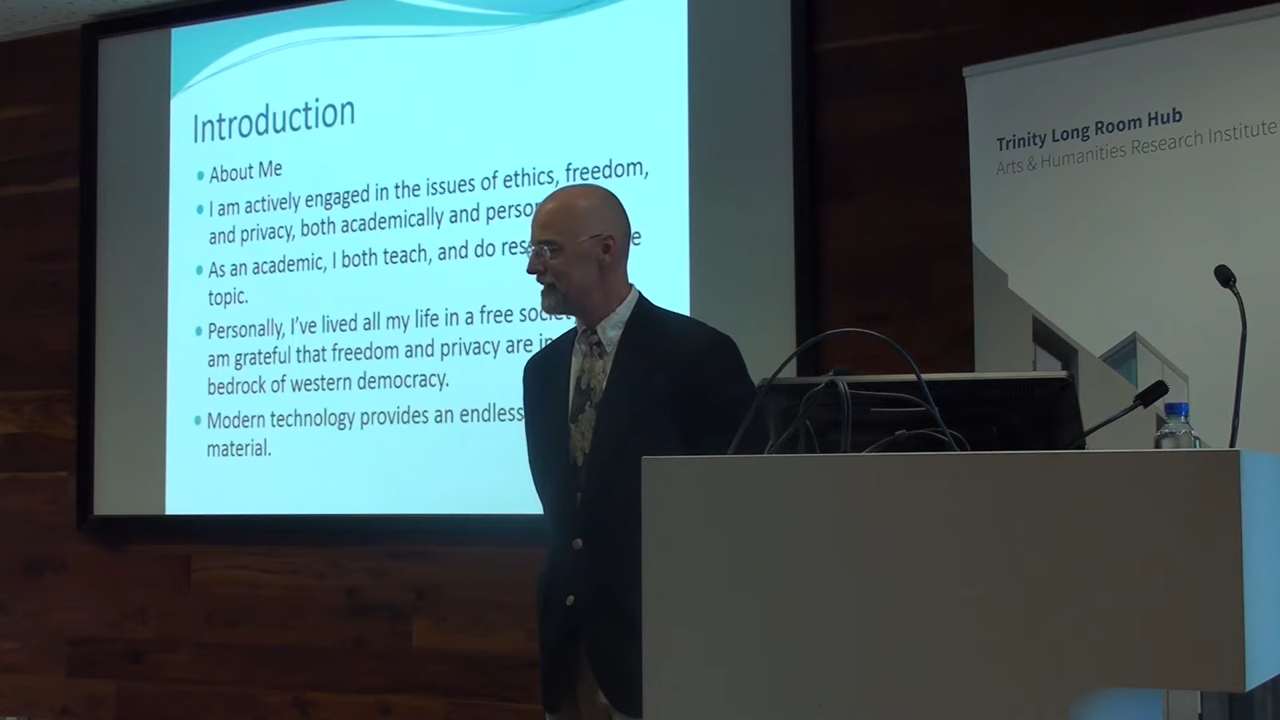 Introduction
About Me
I am actively engaged in the issues of ethics, freedom,
and privacy, both academically and
As an academic, I both teach, and do
topic.
Personally, I've lived all my life in a free
am grateful that freedom and privacy are
bedrock of western democracy.
Modern technology provides an endless
material.
Trinity Long Room Hub
Arts & Humanities Research Institute